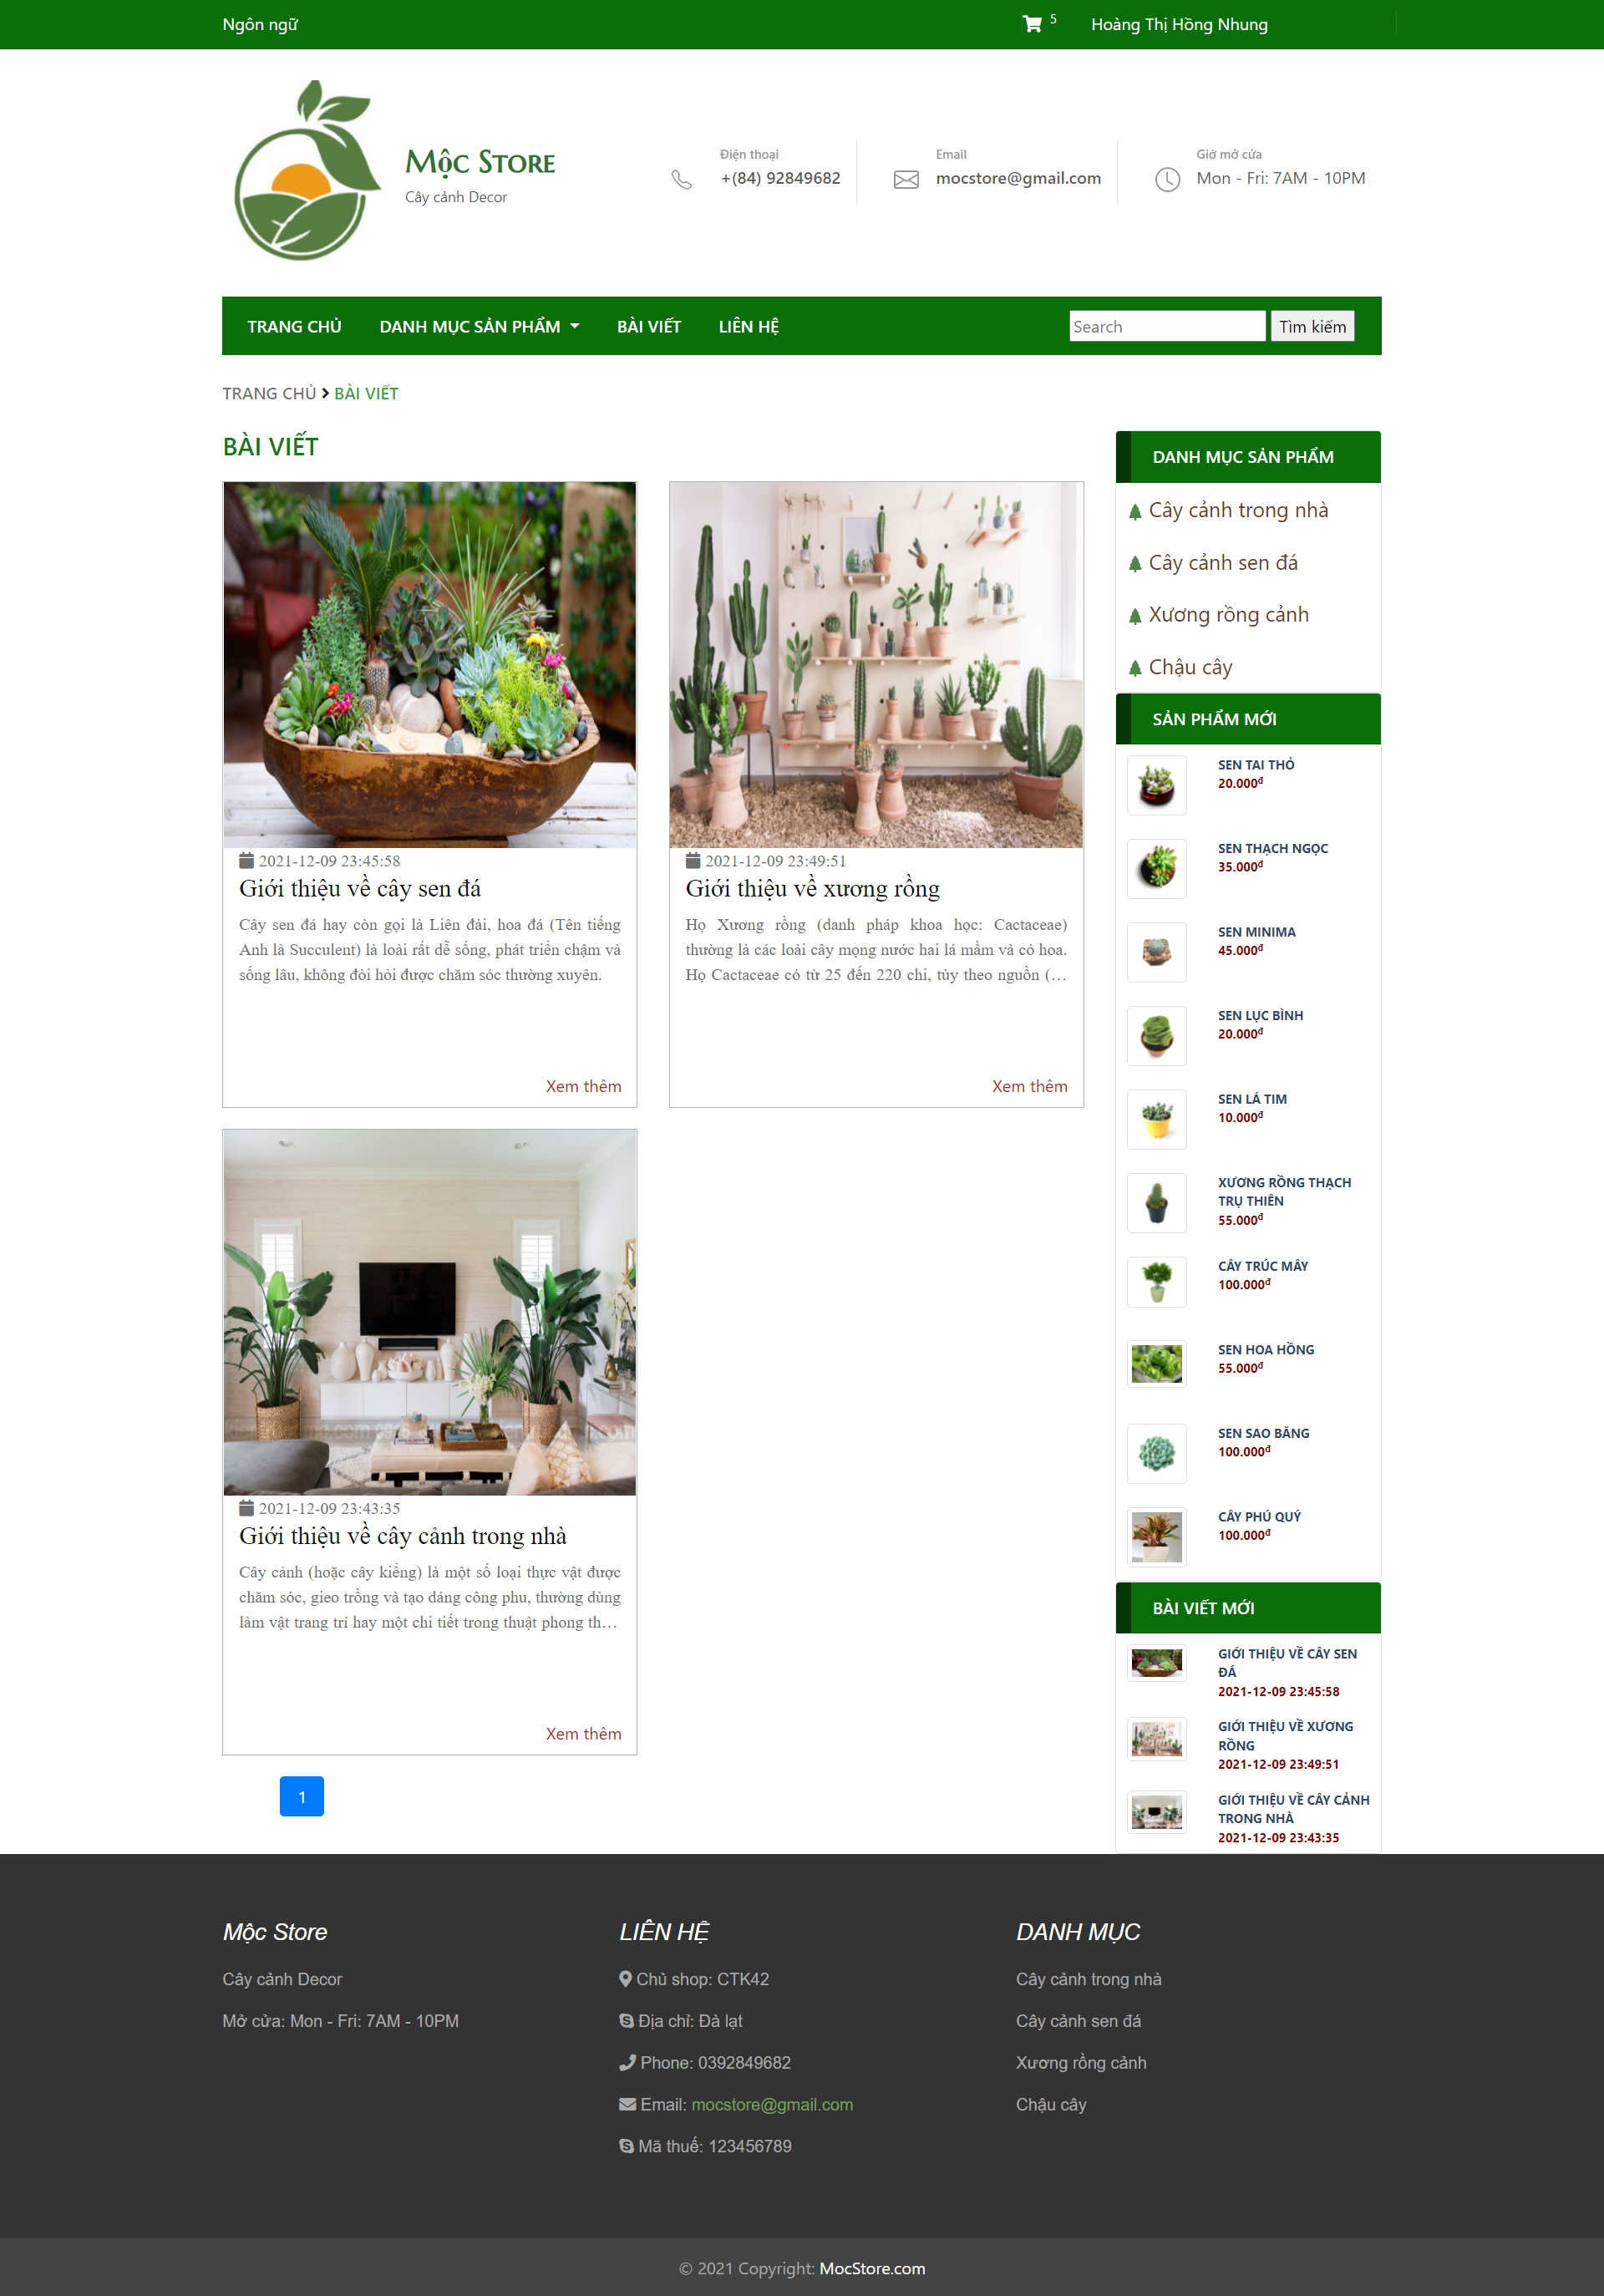 Ngôn ngữ
5
Hoàng Thị Hồng Nhung
Mộc Store
Cây cảnh Decor
Điện thoại
+(84) 92849682
Email
mocstore@gmail.com
Giờ mở cửa
Mon - Fri: 7AM - 10PM
TRANG CHỦ
DANH MỤC SẢN PHẨM
BÀI VIẾT
LIÊN HỆ
Search
Tìm kiếm
TRANG CHỦ > BÀI VIẾT
BÀI VIẾT
2021-12-09 23:45:58
Giới thiệu về cây sen đá
Cây sen đá hay còn gọi là Liên đài, hoa đá (Tên tiếng
Anh là Succulent) là loài rất dễ sống, phát triển chậm và
sống lâu, không đòi hỏi được chăm sóc thường xuyên.
Xem thêm
2021-12-09 23:49:51
Giới thiệu về xương rồng
Họ Xương rồng (danh pháp khoa học: Cactaceae)
thường là các loài cây mọng nước hai lá mầm và có hoa.
Họ Cactaceae có từ 25 đến 220 chi, tùy theo nguồn (…
Xem thêm
2021-12-09 23:43:35
Giới thiệu về cây cảnh trong nhà
Cây cảnh (hoặc cây kiểng) là một số loại thực vật được
chăm sóc, gieo trồng và tạo dáng công phu, thường dùng
làm vật trang trí hay một chi tiết trong thuật phong th…
Xem thêm
1
DANH MỤC SẢN PHẨM
Cây cảnh trong nhà
Cây cảnh sen đá
Xương rồng cảnh
Chậu cây
SẢN PHẨM MỚI
SEN TAI THỎ
20.000đ
SEN THẠCH NGỌC
35.000đ
SEN MINIMA
45.000đ
SEN LỤC BÌNH
20.000đ
SEN LÁ TIM
10.000đ
XƯƠNG RỒNG THẠCH
TRỤ THIÊN
55.000đ
CÂY TRÚC MÂY
100.000đ
SEN HOA HỒNG
55.000đ
SEN SAO BĂNG
100.000đ
CÂY PHÚ QUÝ
100.000đ
BÀI VIẾT MỚI
GIỚI THIỆU VỀ CÂY SEN
ĐÁ
2021-12-09 23:45:58
GIỚI THIỆU VỀ XƯƠNG
RỒNG
2021-12-09 23:49:51
GIỚI THIỆU VỀ CÂY CẢNH
TRONG NHÀ
2021-12-09 23:43:35
Mộc Store
Cây cảnh Decor
Mở cửa: Mon - Fri: 7AM - 10PM
LIÊN HỆ
Chủ shop: CTK42
Địa chỉ: Đà lạt
Phone: 0392849682
Email: mocstore@gmail.com
Mã thuế: 123456789
DANH MỤC
Cây cảnh trong nhà
Cây cảnh sen đá
Xương rồng cảnh
Chậu cây
© 2021 Copyright: MocStore.com